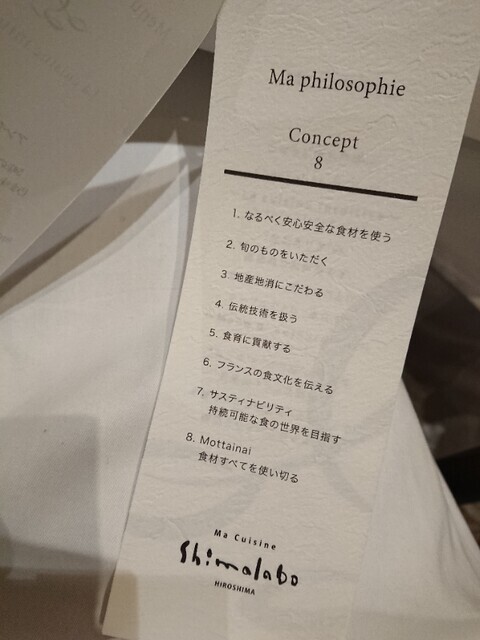 Ma philosophie
Concept
8
1. なるべく安心安全な食材を使う
2. 旬のものをいただく
3. 地産地消にこだわる
4. 伝統技術を扱う
5. 食育に貢献する
6. フランスの食文化を伝える
7. サスティナビリティ
持続可能な食の世界を目指す
8. Mottainai
食材すべてを使い切る
Ma Cuisine
Shimalabo
HIROSHIMA